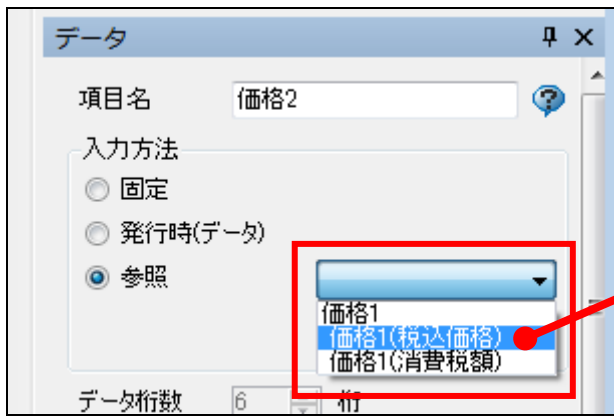 データ
項目名 価格2
入力方法
固定
発行時(データ)
参照
価格1
価格1(税込価格)
価格1(消費税額)
データ桁数 6 桁